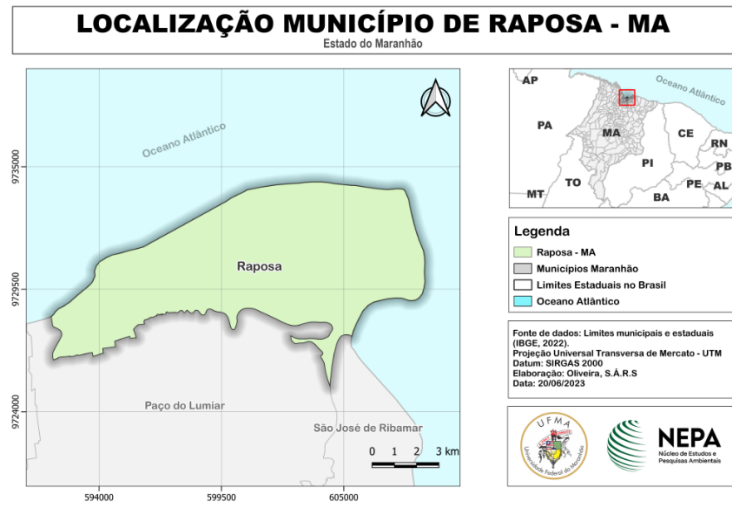 LOCALIZAÇÃO MUNICÍPIO DE RAPOSA - MA
Estado do Maranhão
Oceano Atlântico
Raposa
Paço do Lumiar
São José de Ribamar
0 1 2 3 km
9735000
9729500
9724000
594000
599500
605000
AP
Oceano Atlântico
PA
MA
CE
RN
PB
PI
TO
PE
AL
MT
BA
Legenda
Raposa - MA
Municípios Maranhão
Limites Estaduais no Brasil
Oceano Atlântico
Fonte de dados: Limites municipais e estaduais
(IBGE, 2022).
Projeção Universal Transversa de Mercato - UTM
Datum: SIRGAS 2000
Elaboração: Oliveira, S.A.R.S
Data: 20/06/2023
UFMA
Universidade Federal do Maranhão
NEPA
Núcleo de Estudos e
Pesquisas Ambientais